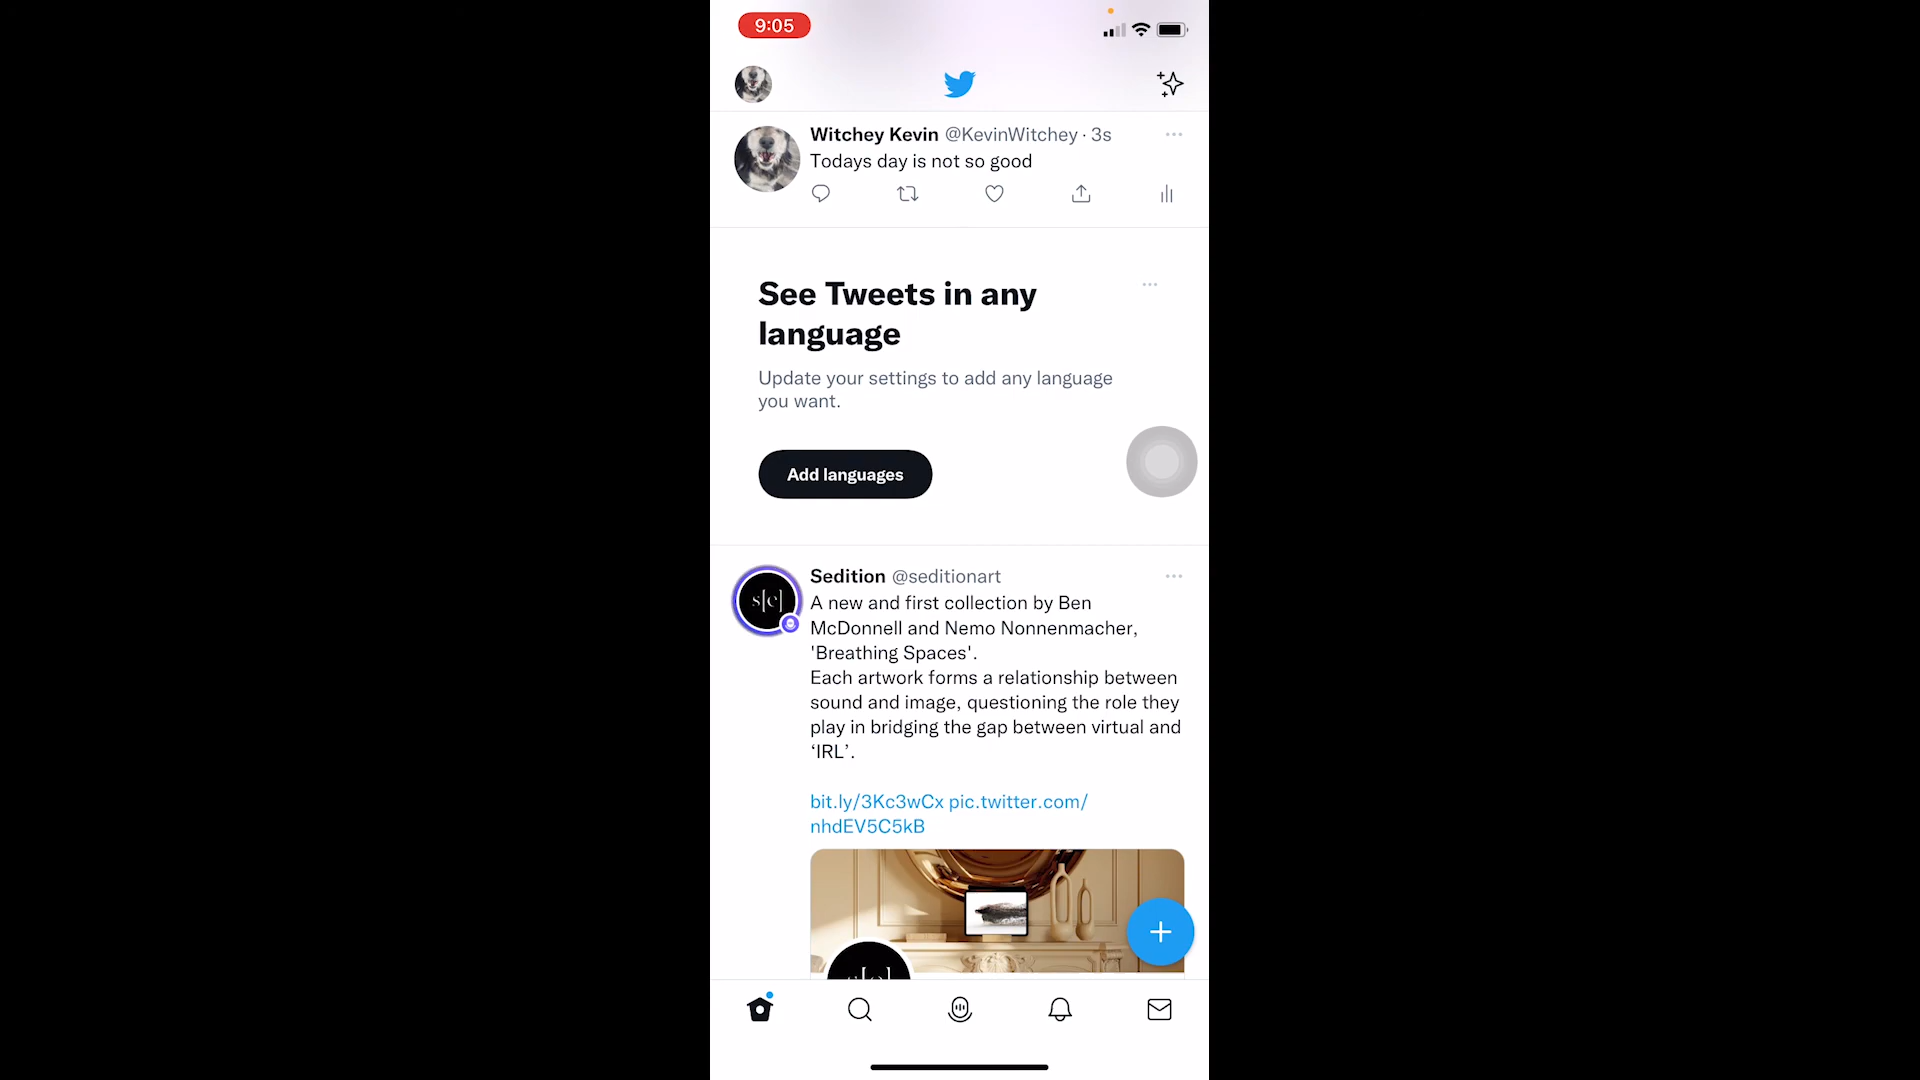 9:05
Witchey Kevin @KevinWitchey · 3s
Todays day is not so good
See Tweets in any
language
Update your settings to add any language
you want.
Add languages
Sedition @seditionart
s[e]
A new and first collection by Ben
McDonnell and Nemo Nonnenmacher,
'Breathing Spaces'.
Each artwork forms a relationship between
sound and image, questioning the role they
play in bridging the gap between virtual and
‘IRL’.
bit.ly/3Kc3wCx pic.twitter.com/
nhdEV5C5kB
s[e]